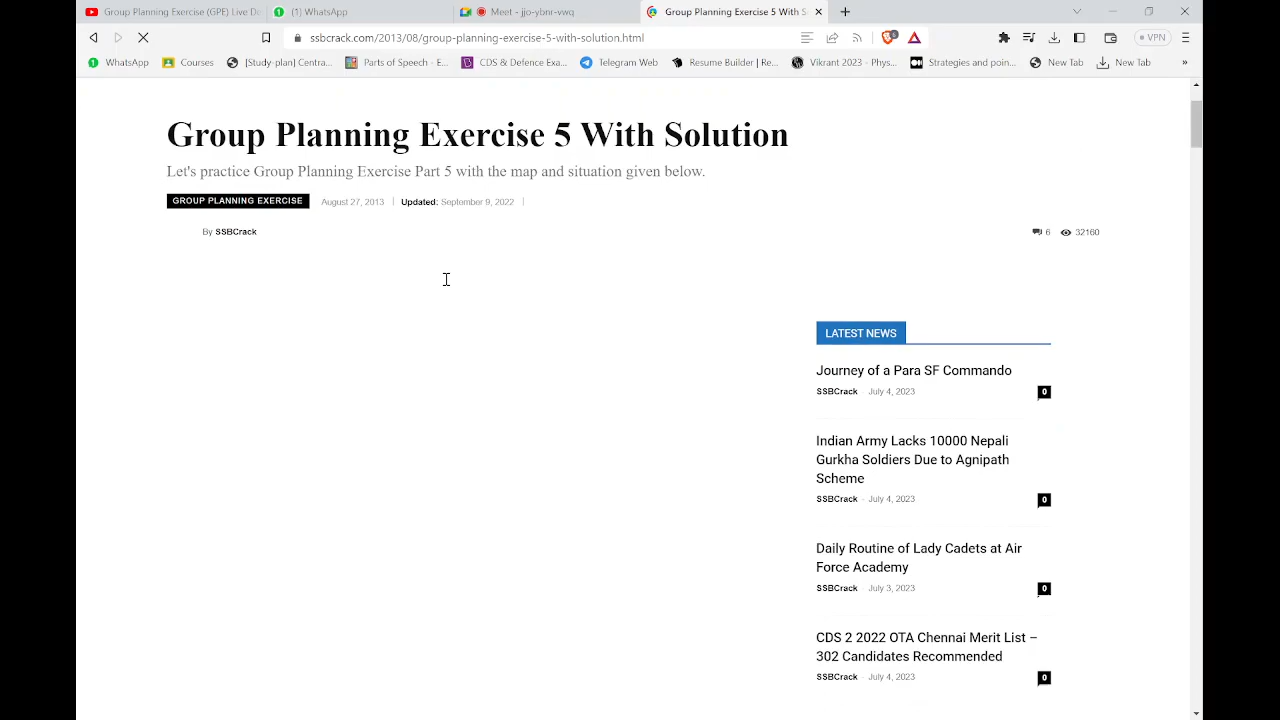 Group Planning Exercise (GPE) Live De
(1) WhatsApp
Group Planning Exercise 5 With S
ssbcrack.com/2013/08/group-planning-exercise-5-with-solution.html
VPN
WhatsApp
Courses
[Study-plan] Centra...
Parts of Speech - E...
CDS & Defence Exa...
Telegram Web
Resume Builder | Re...
Vikrant 2023 - Phys...
Strategies and poin...
New Tab
New Tab
Group Planning Exercise 5 With Solution
Let's practice Group Planning Exercise Part 5 with the map and situation given below.
GROUP PLANNING EXERCISE
August 27, 2013
Updated: September 9, 2022
By SSBCrack
6
32160
LATEST NEWS
Journey of a Para SF Commando
SSBCrack - July 4, 2023
0
Indian Army Lacks 10000 Nepali
Gurkha Soldiers Due to Agnipath
Scheme
SSBCrack - July 4, 2023
0
Daily Routine of Lady Cadets at Air
Force Academy
SSBCrack - July 3, 2023
0
CDS 2 2022 OTA Chennai Merit List –
302 Candidates Recommended
SSBCrack - July 4, 2023
0